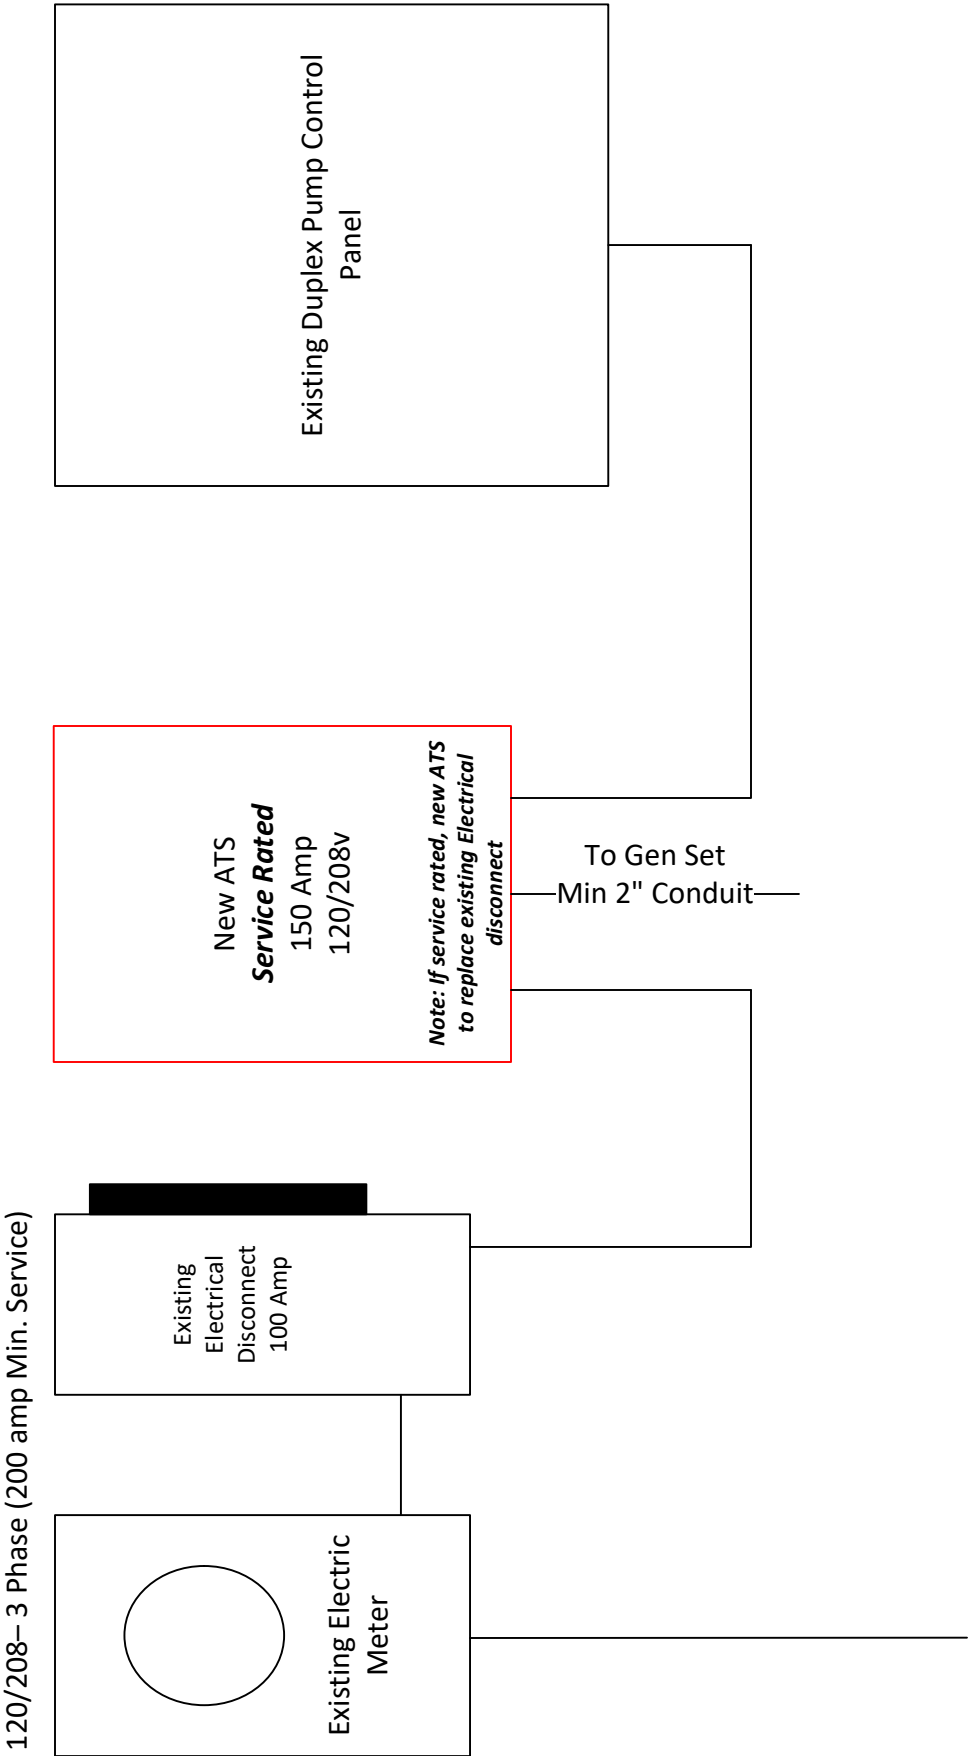 120/208– 3 Phase (200 amp Min. Service)
Existing Electric
Meter
Existing
Electrical
Disconnect
100 Amp
New ATS
Service Rated
150 Amp
120/208v
Note: If service rated, new ATS
to replace existing Electrical
disconnect
To Gen Set
Min 2" Conduit
Existing Duplex Pump Control
Panel